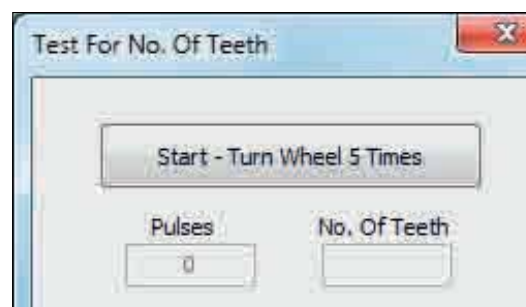 Test For No. Of Teeth
Start - Turn Wheel 5 Times
Pulses No. Of Teeth
0